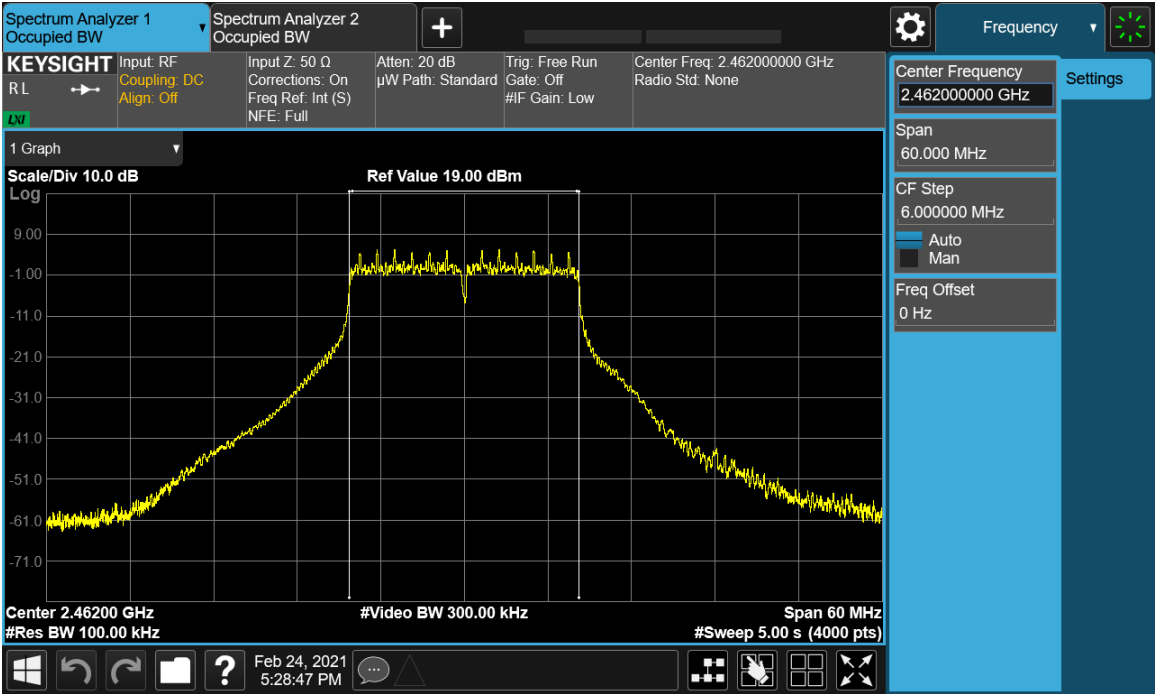 Spectrum Analyzer 1
Occupied BW
Spectrum Analyzer 2
Occupied BW
Frequency
KEYSIGHT
R L
LXI
Input: RF
Coupling: DC
Align: Off
Input Z: 50 Ω
Corrections: On
Freq Ref: Int (S)
NFE: Full
Atten: 20 dB
µW Path: Standard
Trig: Free Run
Gate: Off
#IF Gain: Low
Center Freq: 2.462000000 GHz
Radio Std: None
Center Frequency
2.462000000 GHz
Settings
Span
60.000 MHz
CF Step
6.000000 MHz
Auto
Man
Freq Offset
0 Hz
1 Graph
Scale/Div 10.0 dB
Ref Value 19.00 dBm
Log
9.00
-1.00
-11.0
-21.0
-31.0
-41.0
-51.0
-61.0
-71.0
Center 2.46200 GHz
#Video BW 300.00 kHz
Span 60 MHz
#Res BW 100.00 kHz
#Sweep 5.00 s (4000 pts)
?
Feb 24, 2021
5:28:47 PM